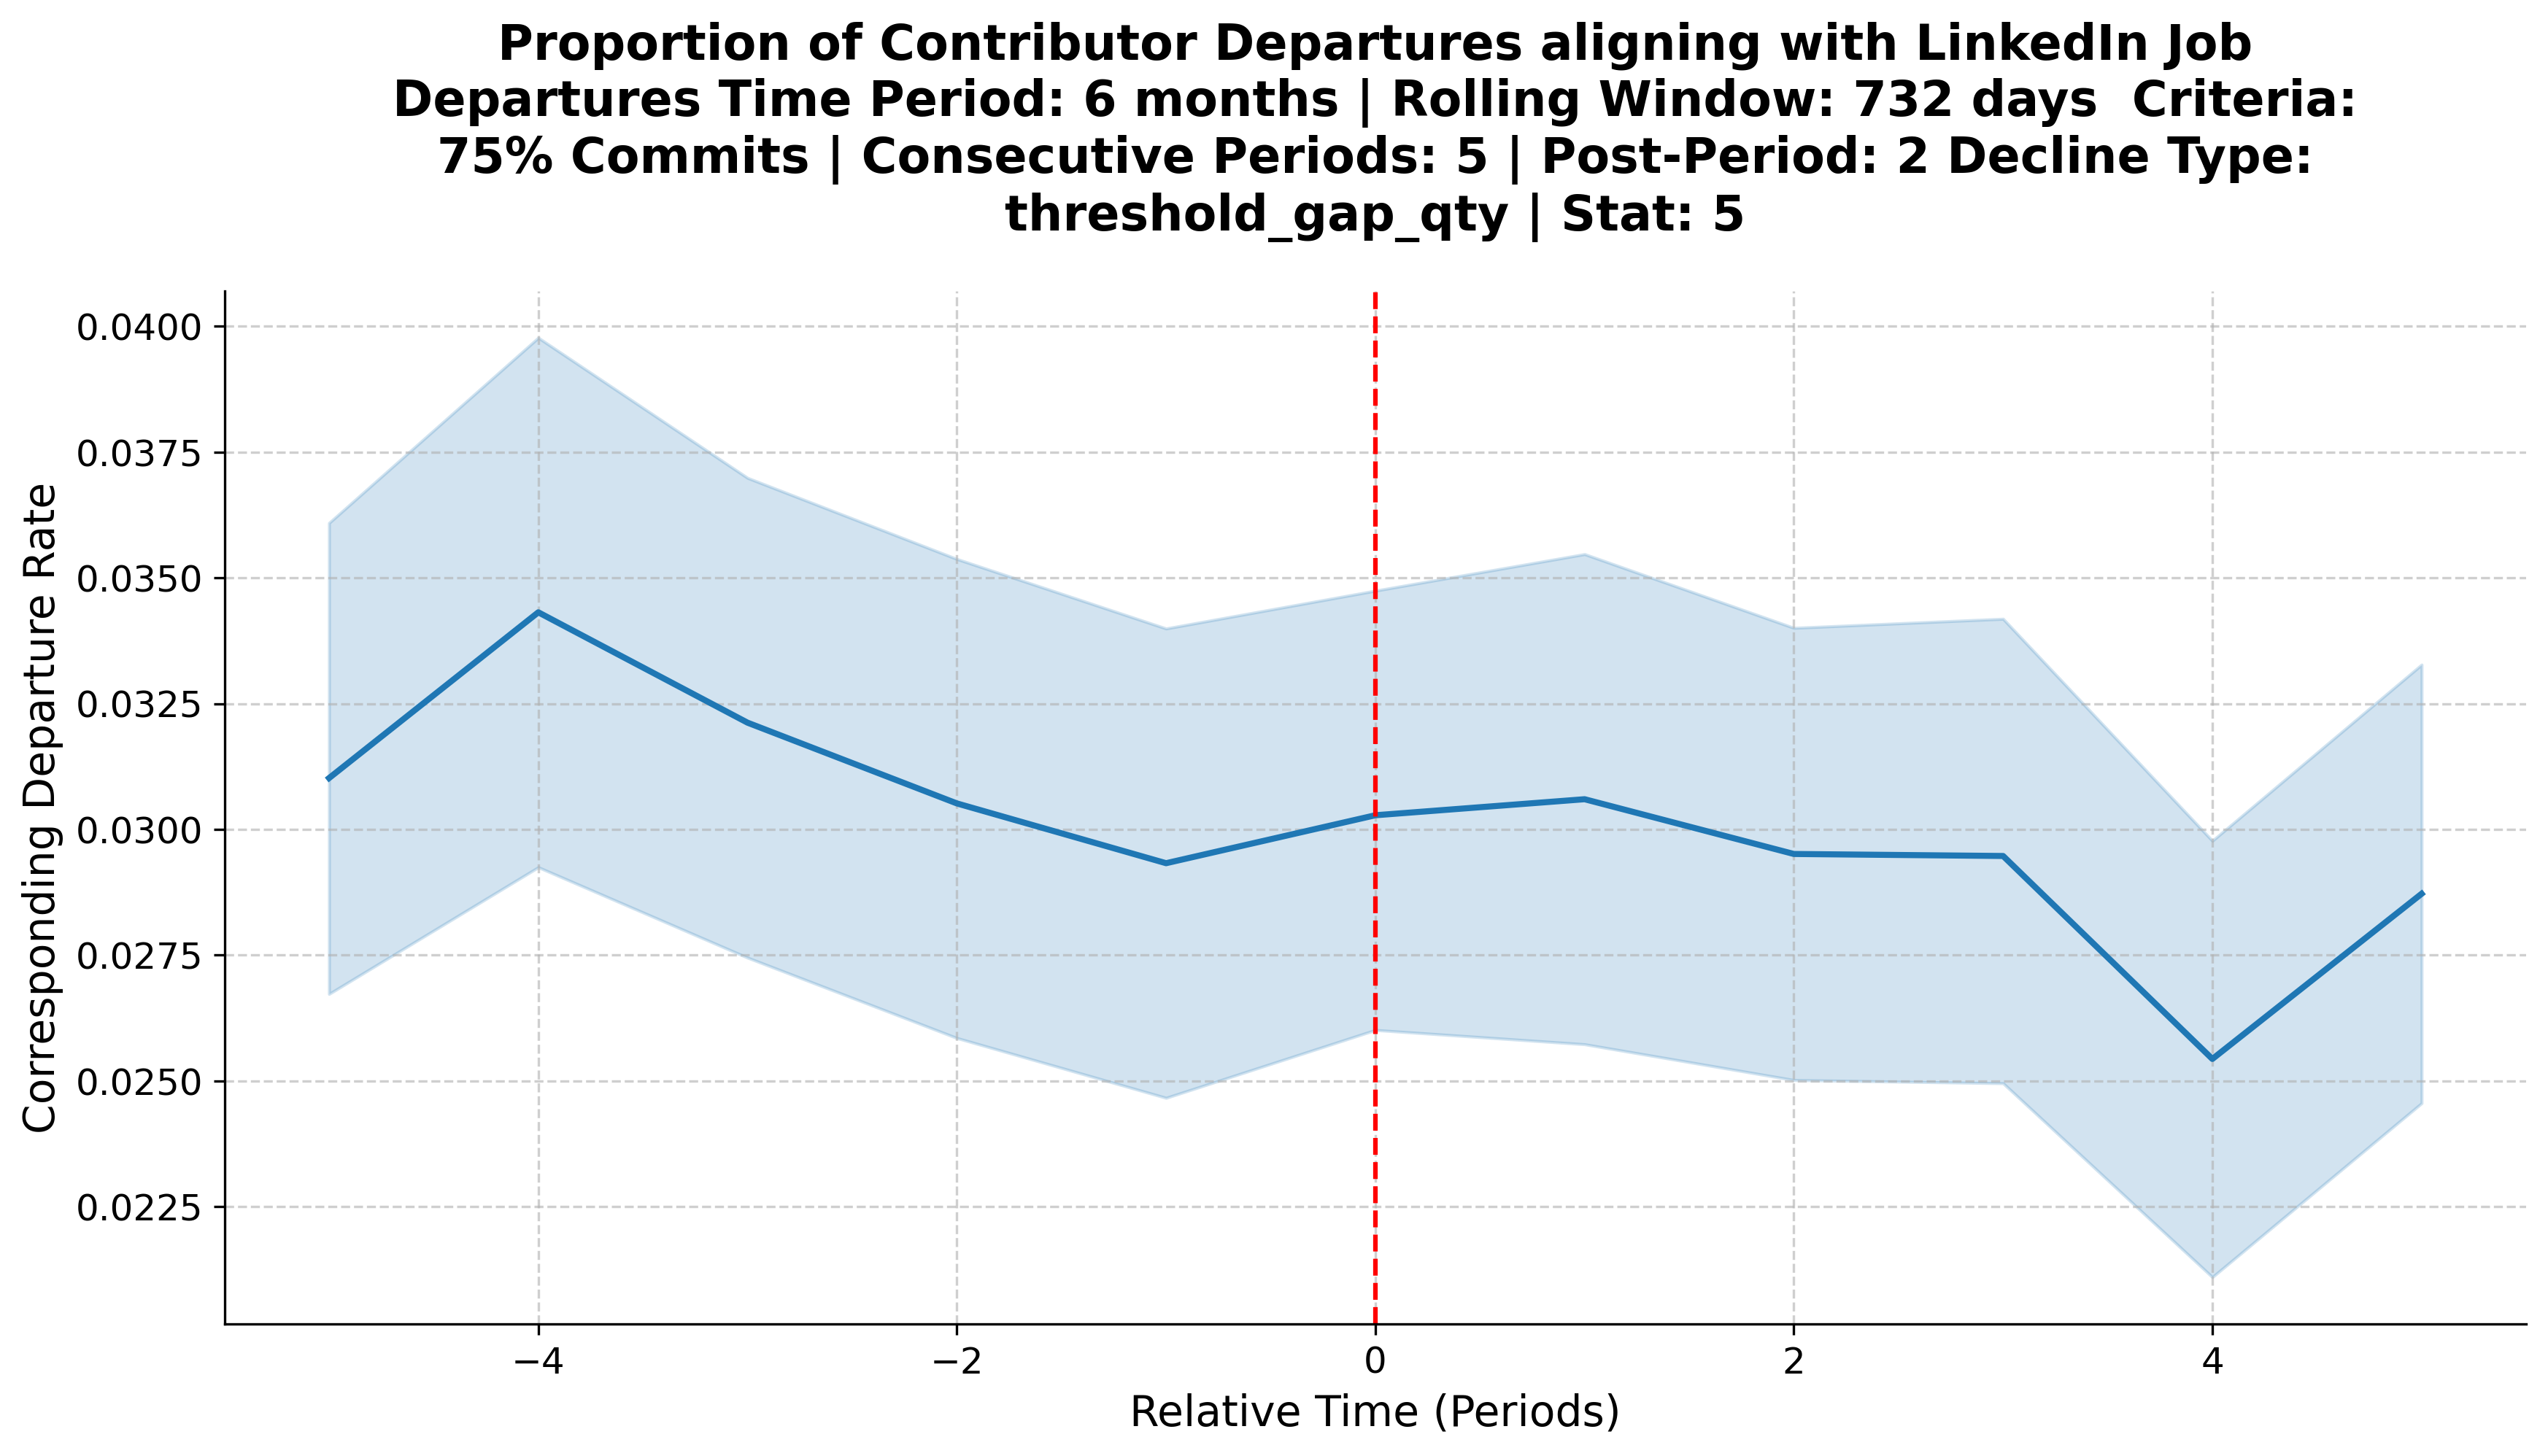 Proportion of Contributor Departures aligning with LinkedIn Job
Departures Time Period: 6 months | Rolling Window: 732 days  Criteria:
75% Commits | Consecutive Periods: 5 | Post-Period: 2 Decline Type:
threshold_gap_qty | Stat: 5
Corresponding Departure Rate
0.0400
0.0375
0.0350
0.0325
0.0300
0.0275
0.0250
0.0225
−4
−2
0
2
4
Relative Time (Periods)